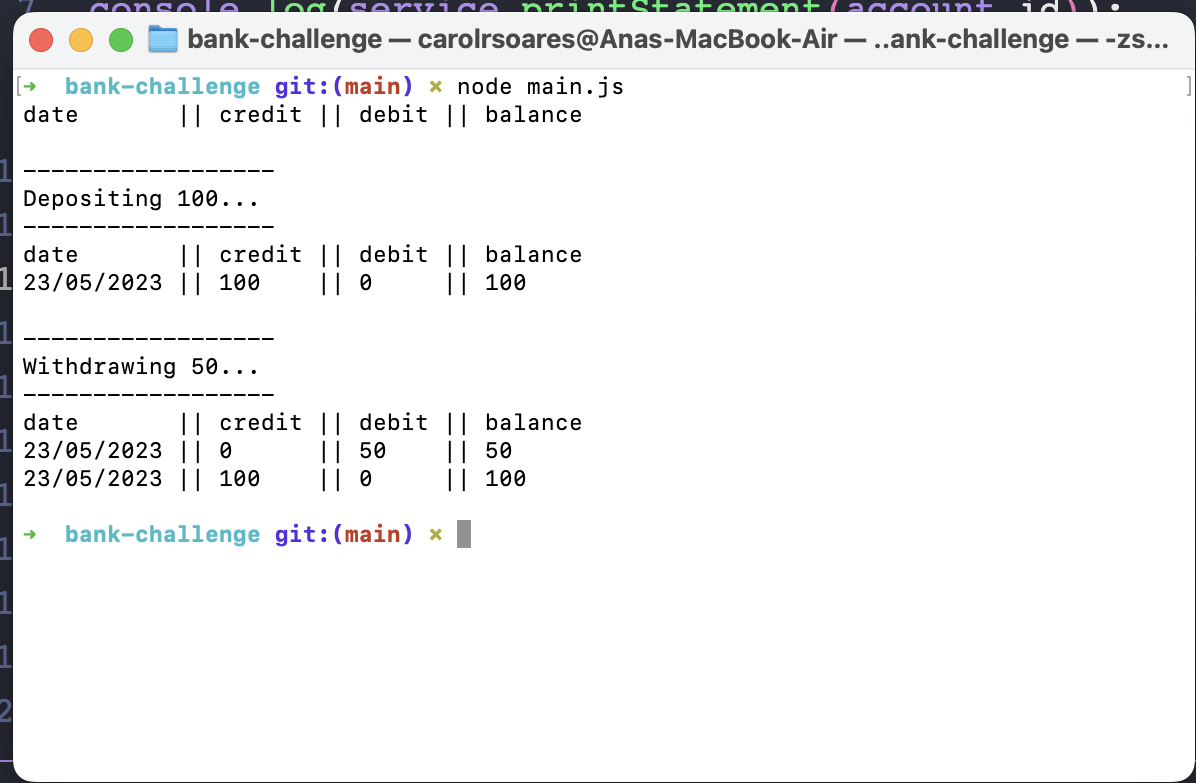 7 console.log(service.printStatement(account.id));
bank-challenge — carolrsoares@Anas-MacBook-Air — ..ank-challenge — -zs...
[➜  bank-challenge git:(main) × node main.js ]
date       || credit || debit || balance
------------------
Depositing 100...
------------------
date       || credit || debit || balance
23/05/2023 || 100    || 0     || 100
------------------
Withdrawing 50...
------------------
date       || credit || debit || balance
23/05/2023 || 0      || 50    || 50
23/05/2023 || 100    || 0     || 100
➜  bank-challenge git:(main) ×